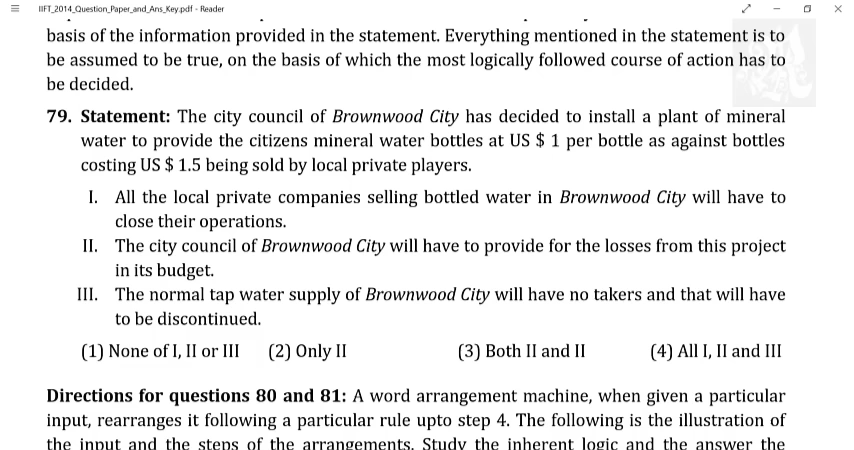 IIFT_2014_Question_Paper_and_Ans_Key.pdf - Reader
basis of the information provided in the statement. Everything mentioned in the statement is to
be assumed to be true, on the basis of which the most logically followed course of action has to
be decided.
79. Statement: The city council of Brownwood City has decided to install a plant of mineral
water to provide the citizens mineral water bottles at US $ 1 per bottle as against bottles
costing US $ 1.5 being sold by local private players.
I. All the local private companies selling bottled water in Brownwood City will have to
close their operations.
II. The city council of Brownwood City will have to provide for the losses from this project
in its budget.
III. The normal tap water supply of Brownwood City will have no takers and that will have
to be discontinued.
(1) None of I, II or III (2) Only II (3) Both II and II (4) All I, II and III
Directions for questions 80 and 81: A word arrangement machine, when given a particular
input, rearranges it following a particular rule upto step 4. The following is the illustration of
the input and the steps of the arrangements. Study the inherent logic and the answer the